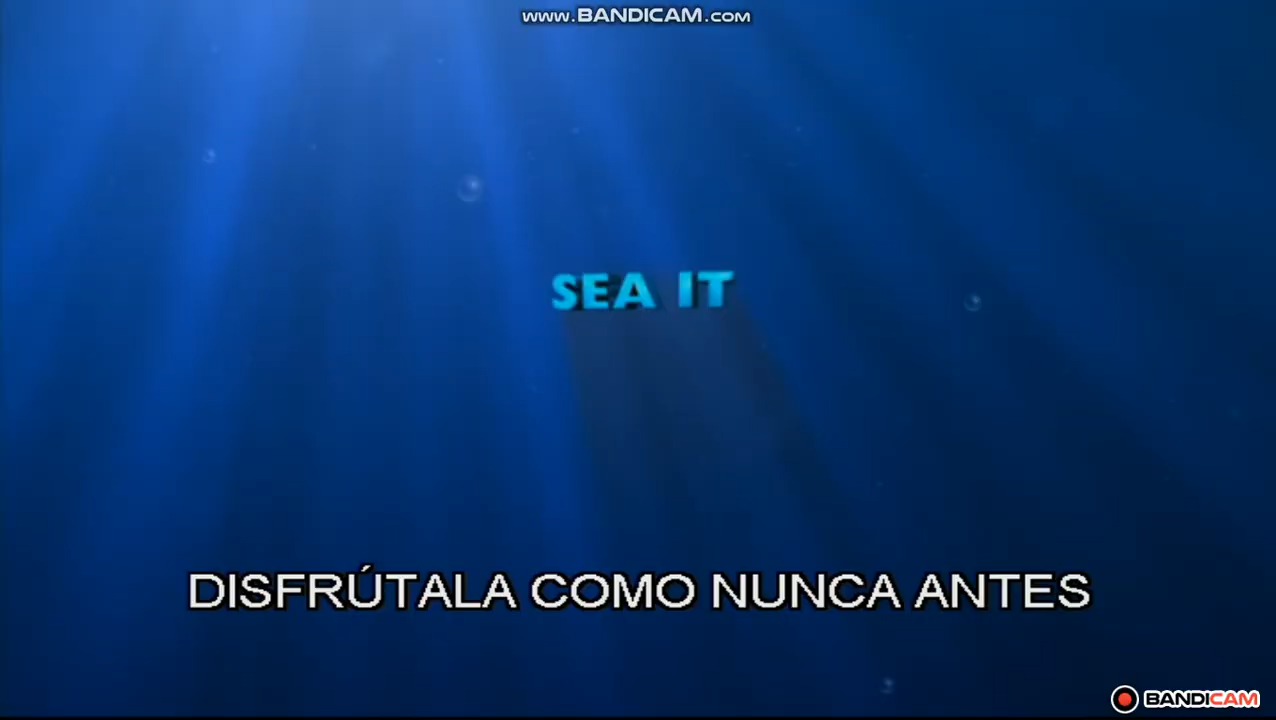 www.BANDICAM.com
SEA IT
DISFRÚTALA COMO NUNCA ANTES
BANDICAM